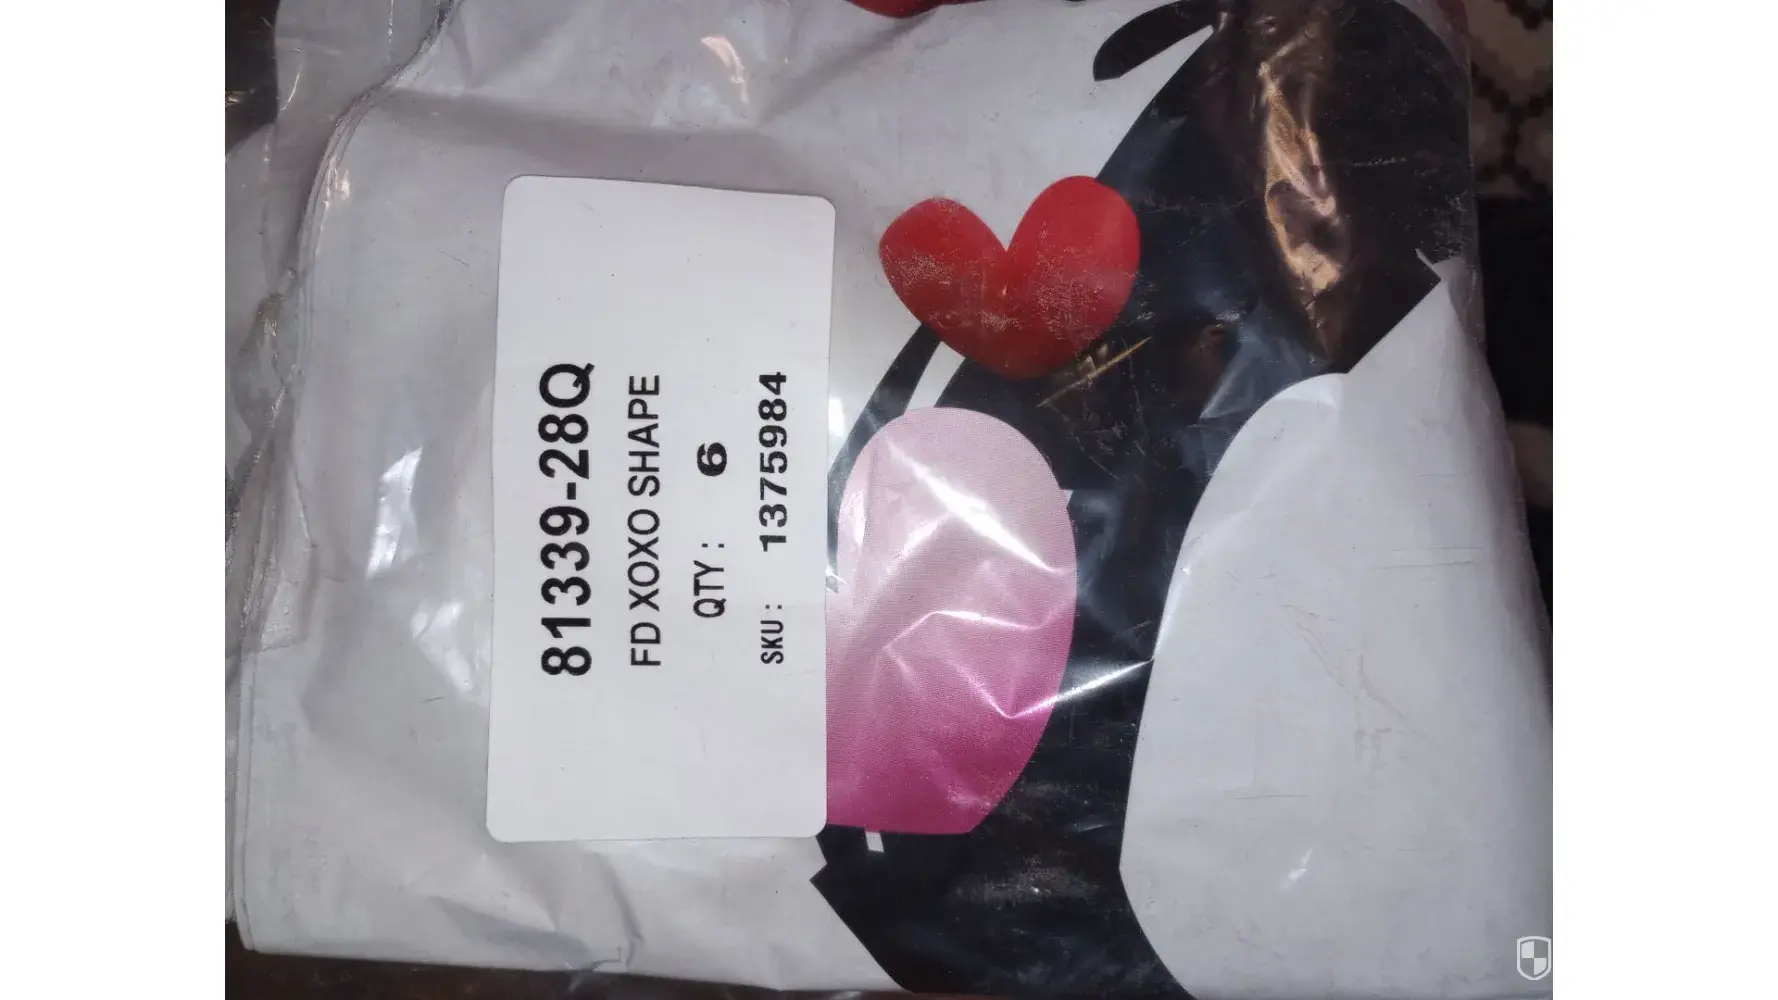 81339-28Q
FD XOXO SHAPE
QTY: 6
SKU: 1375984